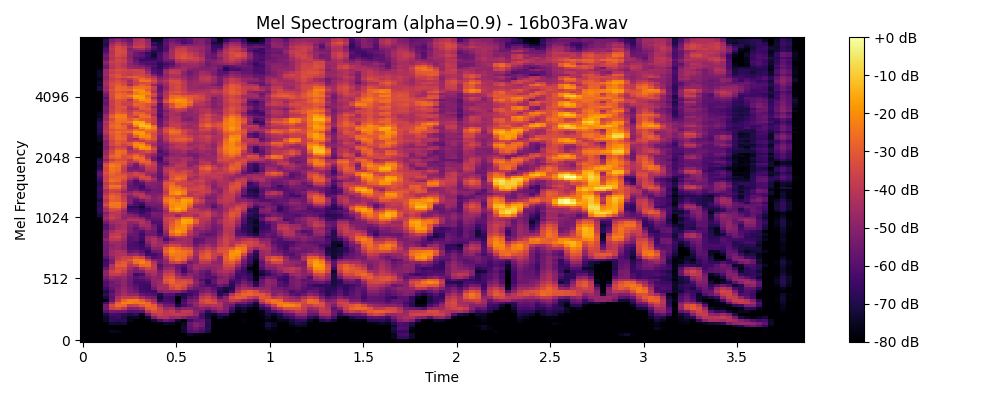 Mel Spectrogram (alpha=0.9) - 16b03Fa.wav
Mel Frequency
4096
2048
1024
512
0
0
0.5
1
1.5
2
2.5
3
3.5
Time
+0 dB
-10 dB
-20 dB
-30 dB
-40 dB
-50 dB
-60 dB
-70 dB
-80 dB